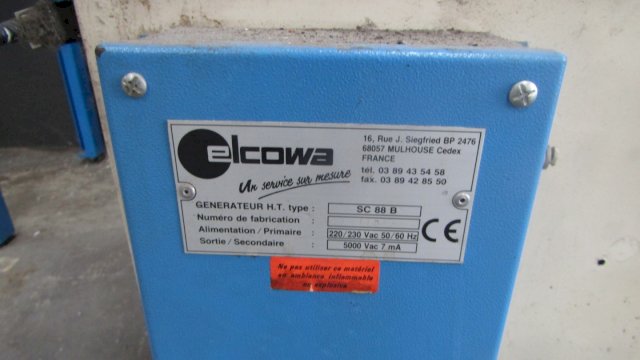 elcowa
Un service sur mesure
16, Rue J. Siegfried BP 2476
68057 MULHOUSE Cedex
FRANCE
tél. 03 89 43 54 58
fax. 03 89 42 85 50
GENERATEUR H.T. type : SC 88 B
Numéro de fabrication :
Alimentation / Primaire : 220/230 Vac 50/60 Hz
Sortie / Secondaire : 5000 Vac 7 mA
CE
Ne pas utiliser ce matériel
en ambiance inflammable
ou explosive